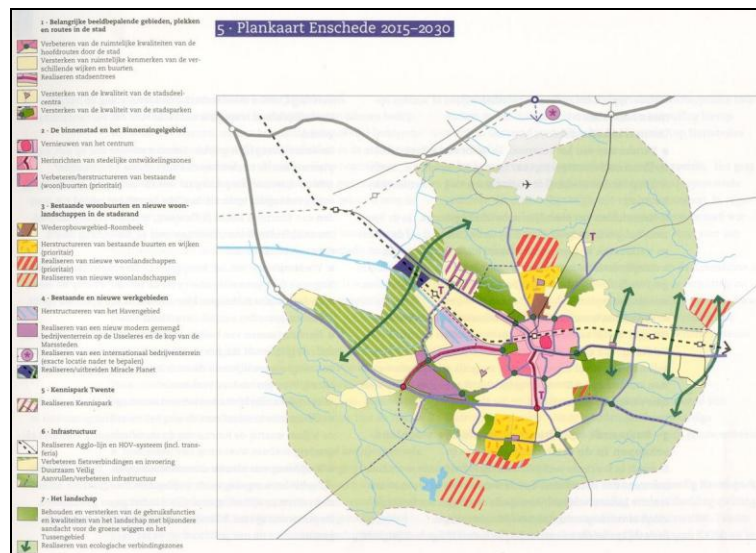 1 - Belangrijke beeldbepalende gebieden, plekken
en routes in de stad
Verbeteren van de ruimtelijke kwaliteiten van de
hoofdroutes door de stad
Versterken van ruimtelijke kenmerken van de ver-
schillende wijken en buurten
Realiseren stadsentrees
Versterken van de kwaliteit van de stadsdeel-
centra
Versterken van de kwaliteit van de stadsparken
2 - De binnenstad en het Binnensingelgebied
Vernieuwen van het centrum
Herinrichten van stedelijke ontwikkelingszones
Verbeteren/herstructureren van bestaande
(woon)buurten (prioritair)
3 - Bestaande woonbuurten en nieuwe woon-
landschappen in de stadsrand
Wederopbouwgebied-Roombeek
Herstructureren van bestaande buurten en wijken
(prioritair)
Realiseren van nieuwe woonlandschappen
(prioritair)
Realiseren van nieuwe woonlandschappen
4 - Bestaande en nieuwe werkgebieden
Herstructureren van het Havengebied
Realiseren van een nieuw modern gemengd
bedrijventerrein op de Usseleres en de kop van de
Marssteden
Realiseren van een internationaal bedrijventerrein
(exacte locatie nader te bepalen)
Realiseren/uitbreiden Miracle Planet
5 - Kennispark Twente
Realiseren Kennispark
6 - Infrastructuur
Realiseren Agglo-lijn en HOV-systeem (incl. trans-
feria)
Verbeteren fietsverbindingen en invoering
Duurzaam Veilig
Aanvullen/verbeteren infrastructuur
7 - Het landschap
Behouden en versterken van de gebruiksfuncties
en kwaliteiten van het landschap met bijzonders
aandacht voor de groene wiggen en het
Tussengebied
Realiseren van ecologische verbindingszones
5 · Plankaart Enschede 2015–2030
T
T
T